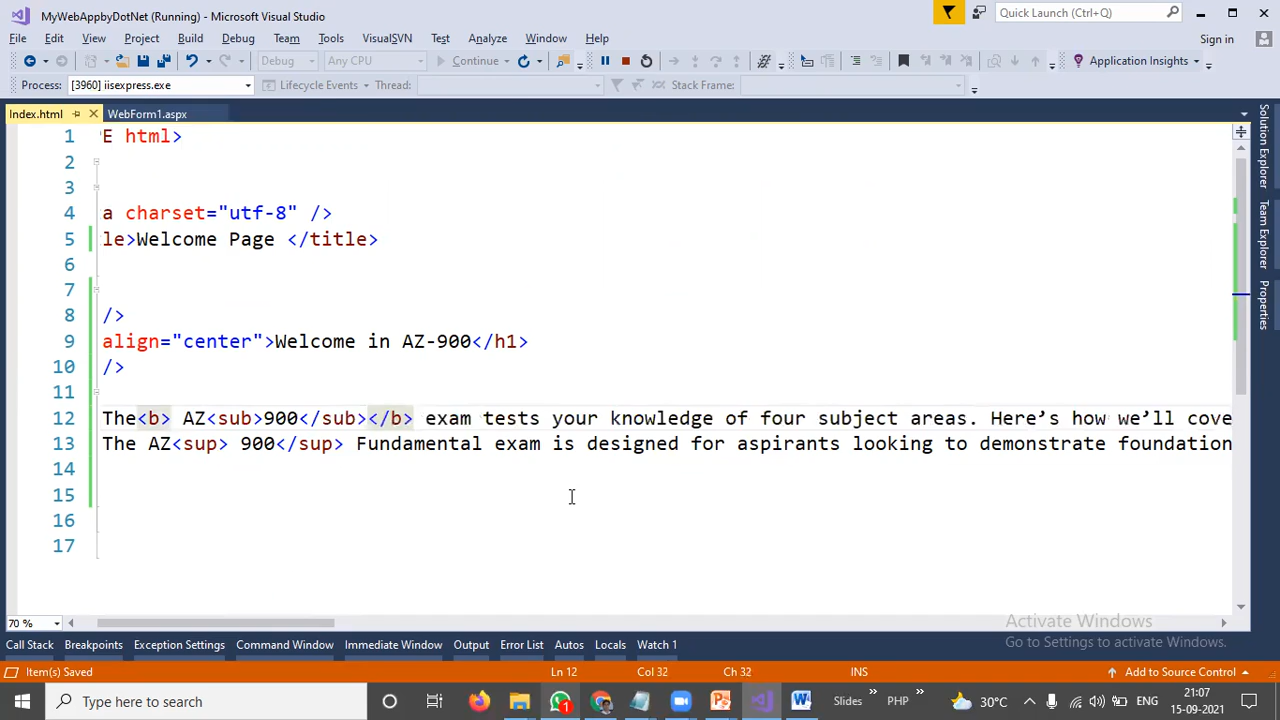 MyWebAppbyDotNet (Running) - Microsoft Visual Studio
Quick Launch (Ctrl+Q)
File Edit View Project Build Debug Team Tools VisualSVN Test Analyze Window Help
Sign in
Debug Any CPU Continue Application Insights
Process: [3960] iisexpress.exe Lifecycle Events Thread: Stack Frame:
Index.html WebForm1.aspx
1 E html>
2
3
4 a charset="utf-8" />
5 le>Welcome Page </title>
6
7
8 />
9 align="center">Welcome in AZ-900</h1>
10 />
11
12 The<b> AZ<sub>900</sub></b> exam tests your knowledge of four subject areas. Here’s how we’ll cove
13 The AZ<sup> 900</sup> Fundamental exam is designed for aspirants looking to demonstrate foundation
14
15
16
17
Solution Explorer
Team Explorer
Properties
Activate Windows
Go to Settings to activate Windows.
70 %
Call Stack Breakpoints Exception Settings Command Window Immediate Window Output Error List Autos Locals Watch 1
Item(s) Saved Ln 12 Col 32 Ch 32 INS Add to Source Control
Type here to search 1 Slides » PHP » 30°C ENG 21:07
15-09-2021